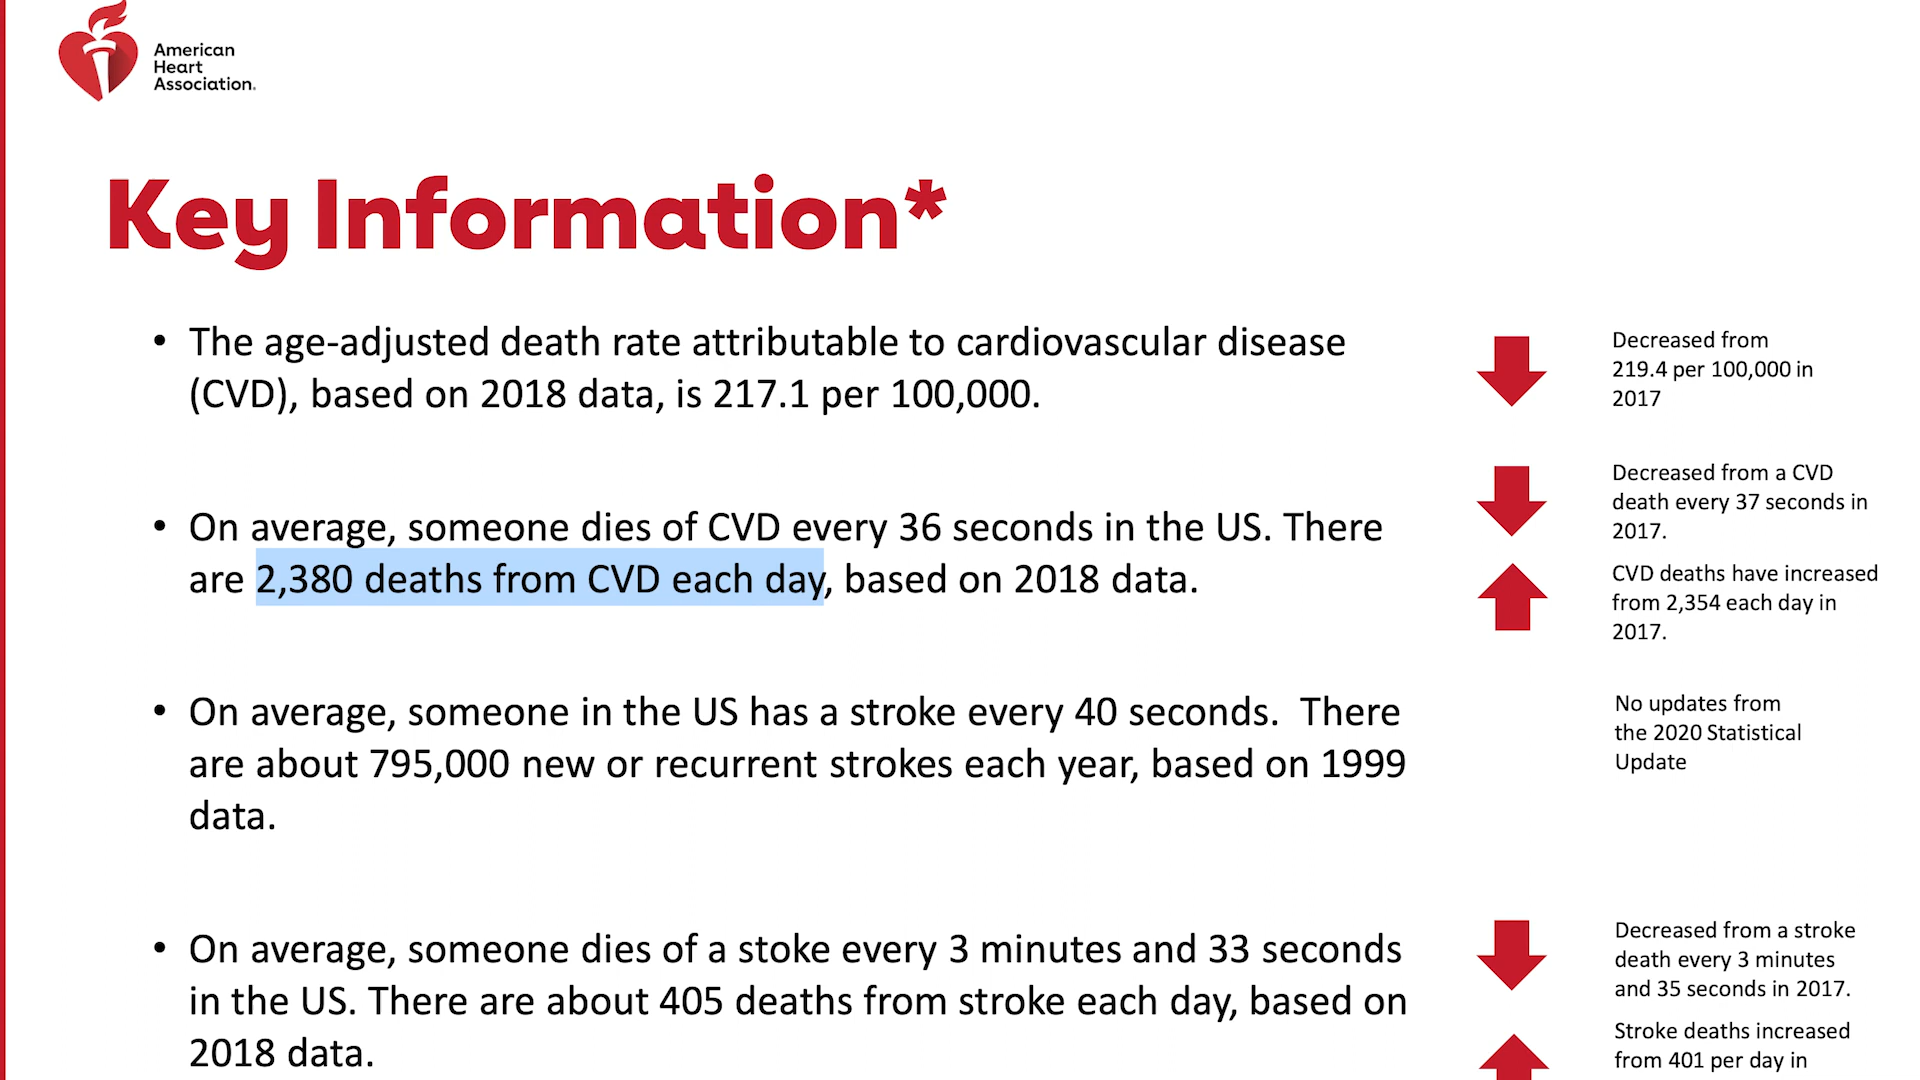 American
Heart
Association.
Key Information*
• The age-adjusted death rate attributable to cardiovascular disease
(CVD), based on 2018 data, is 217.1 per 100,000.
Decreased from
219.4 per 100,000 in
2017
• On average, someone dies of CVD every 36 seconds in the US. There
are 2,380 deaths from CVD each day, based on 2018 data.
Decreased from a CVD
death every 37 seconds in
2017.
CVD deaths have increased
from 2,354 each day in
2017.
• On average, someone in the US has a stroke every 40 seconds.  There
are about 795,000 new or recurrent strokes each year, based on 1999
data.
No updates from
the 2020 Statistical
Update
• On average, someone dies of a stoke every 3 minutes and 33 seconds
in the US. There are about 405 deaths from stroke each day, based on
2018 data.
Decreased from a stroke
death every 3 minutes
and 35 seconds in 2017.
Stroke deaths increased
from 401 per day in